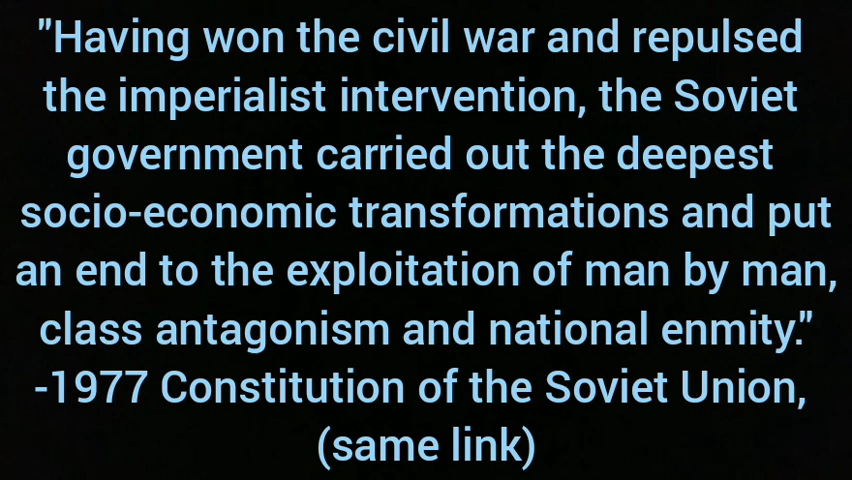 "Having won the civil war and repulsed
the imperialist intervention, the Soviet
government carried out the deepest
socio-economic transformations and put
an end to the exploitation of man by man,
class antagonism and national enmity."
-1977 Constitution of the Soviet Union,
(same link)